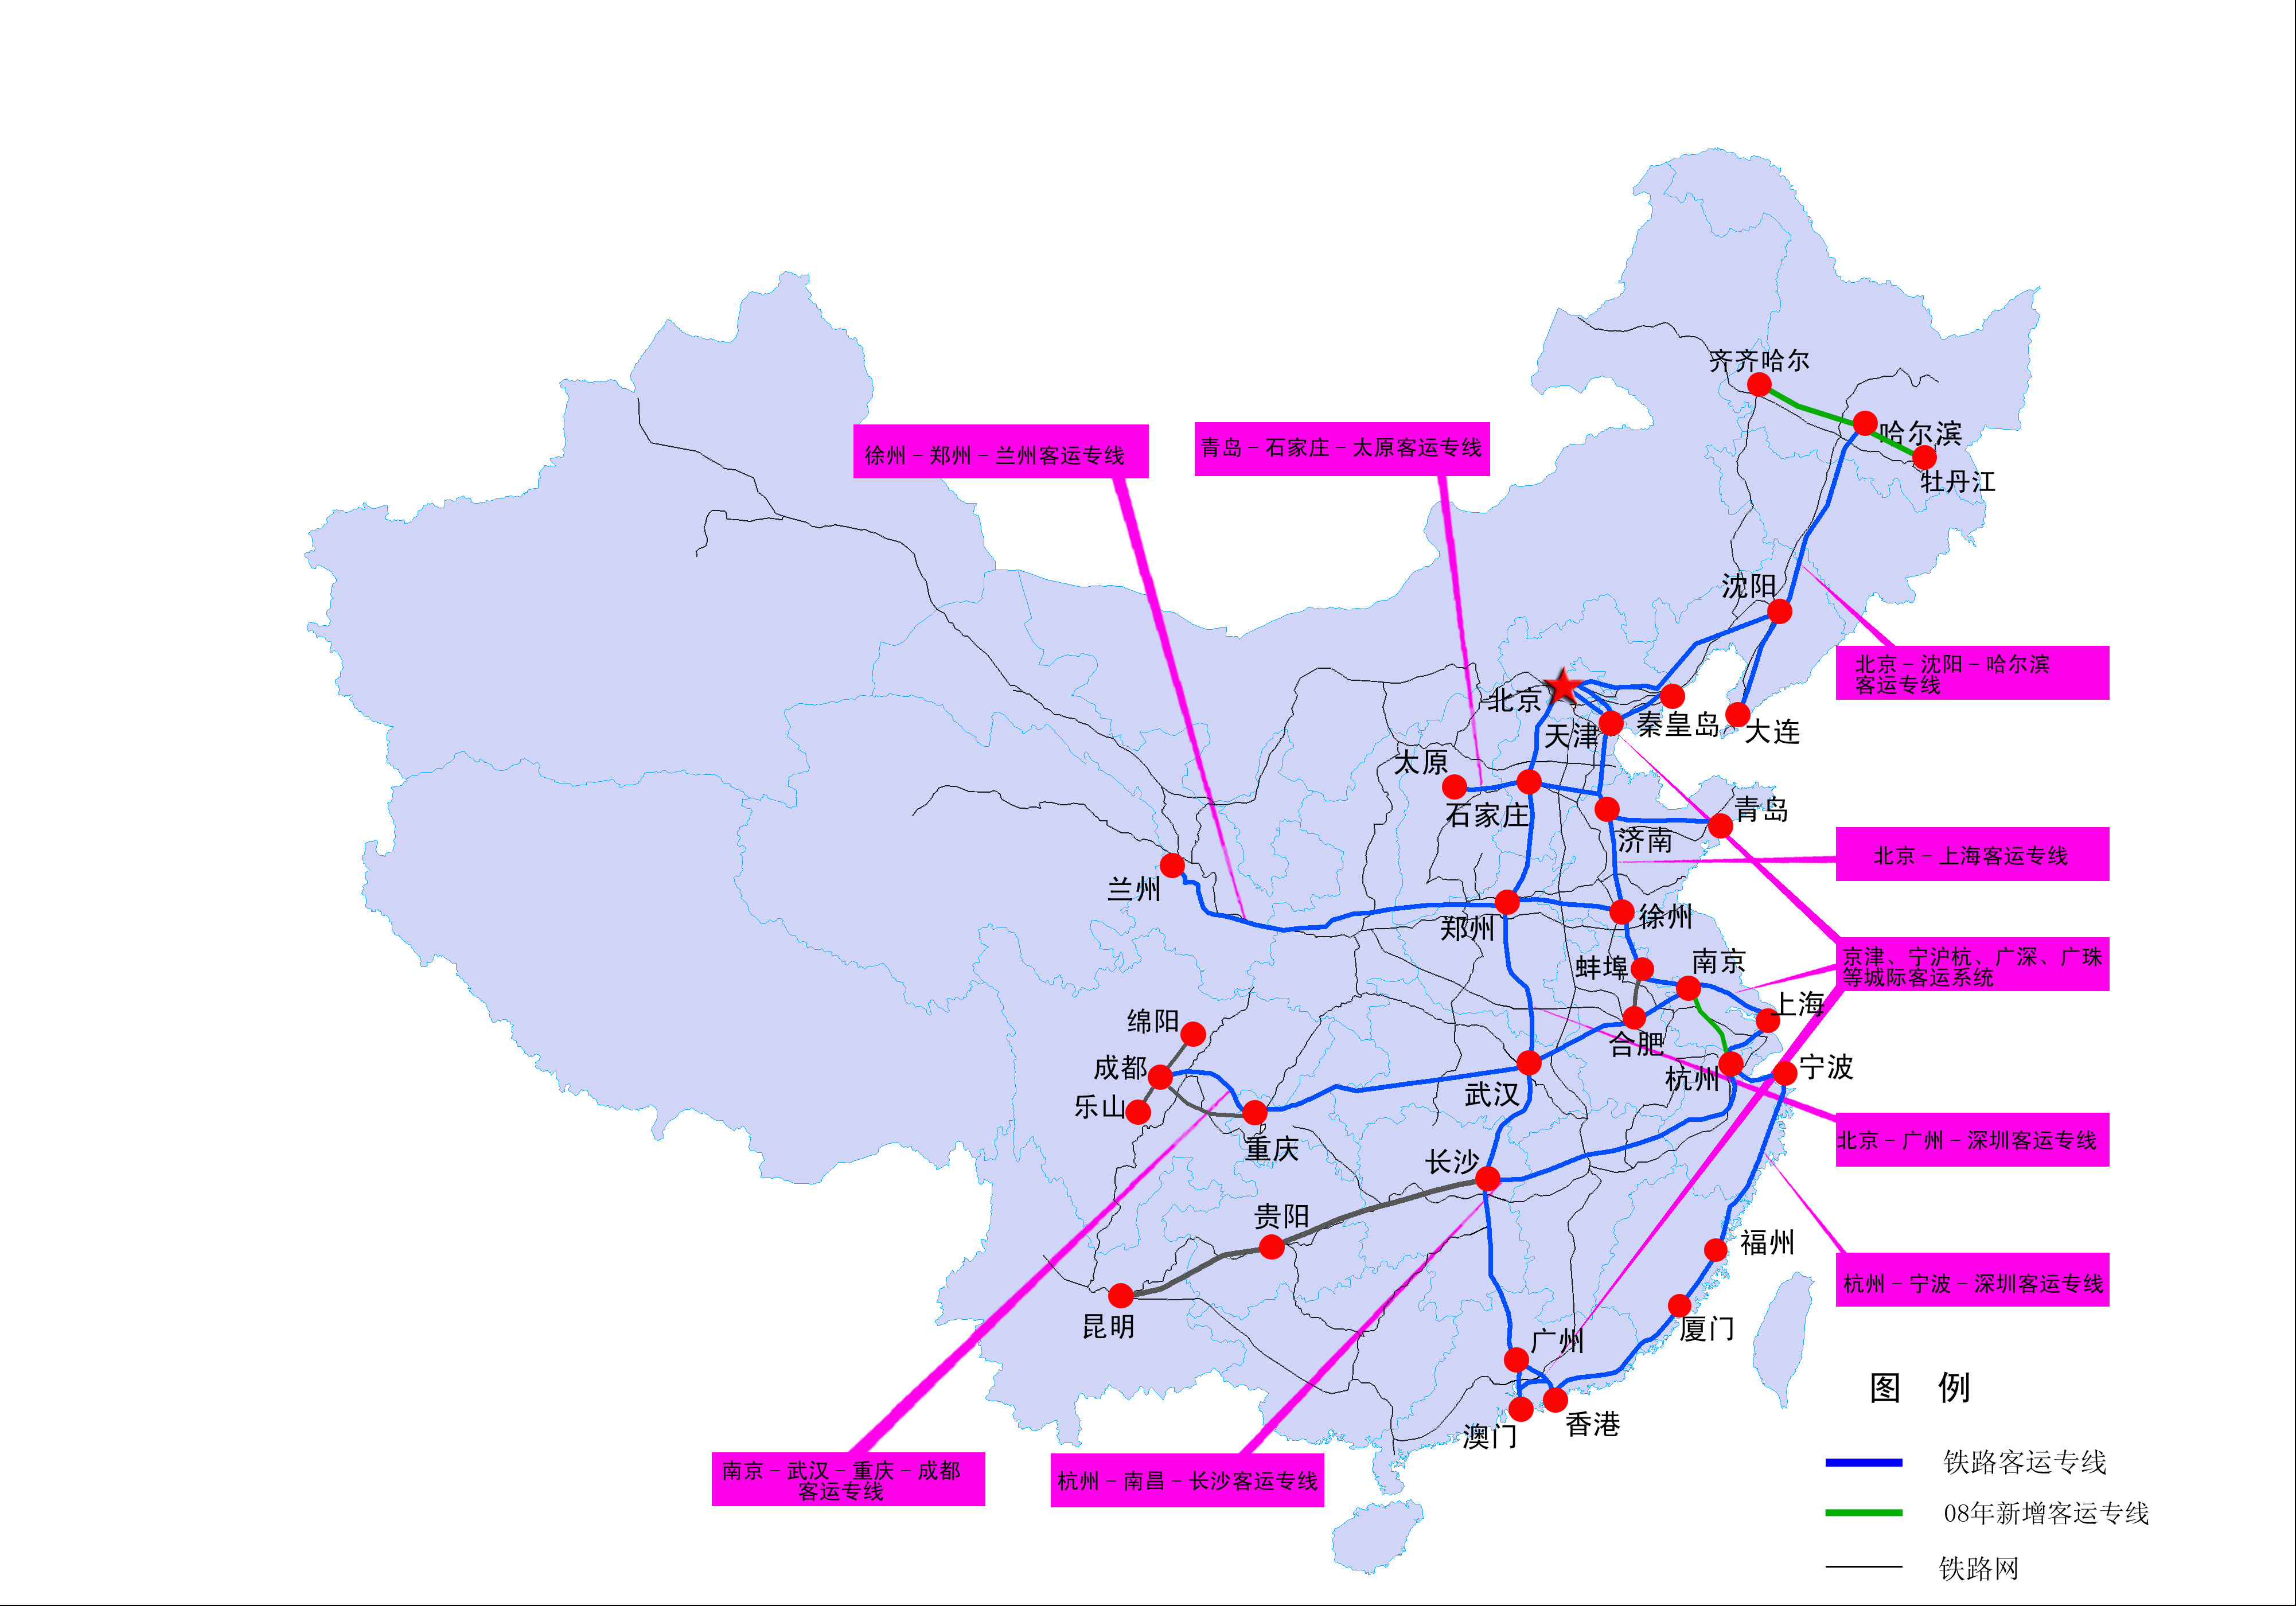 齐齐哈尔
哈尔滨
牡丹江
徐州－郑州－兰州客运专线
青岛－石家庄－太原客运专线
沈阳
北京－沈阳－哈尔滨
客运专线
北京
天津
秦皇岛
大连
太原
石家庄
济南
青岛
北京－上海客运专线
兰州
郑州
徐州
蚌埠
南京
京津、宁沪杭、广深、广珠
等城际客运系统
上海
绵阳
合肥
成都
杭州
宁波
乐山
武汉
重庆
北京－广州－深圳客运专线
长沙
贵阳
福州
杭州－宁波－深圳客运专线
昆明
厦门
广州
澳门
香港
南京－武汉－重庆－成都
客运专线
杭州－南昌－长沙客运专线
图 例
铁路客运专线
08年新增客运专线
铁路网